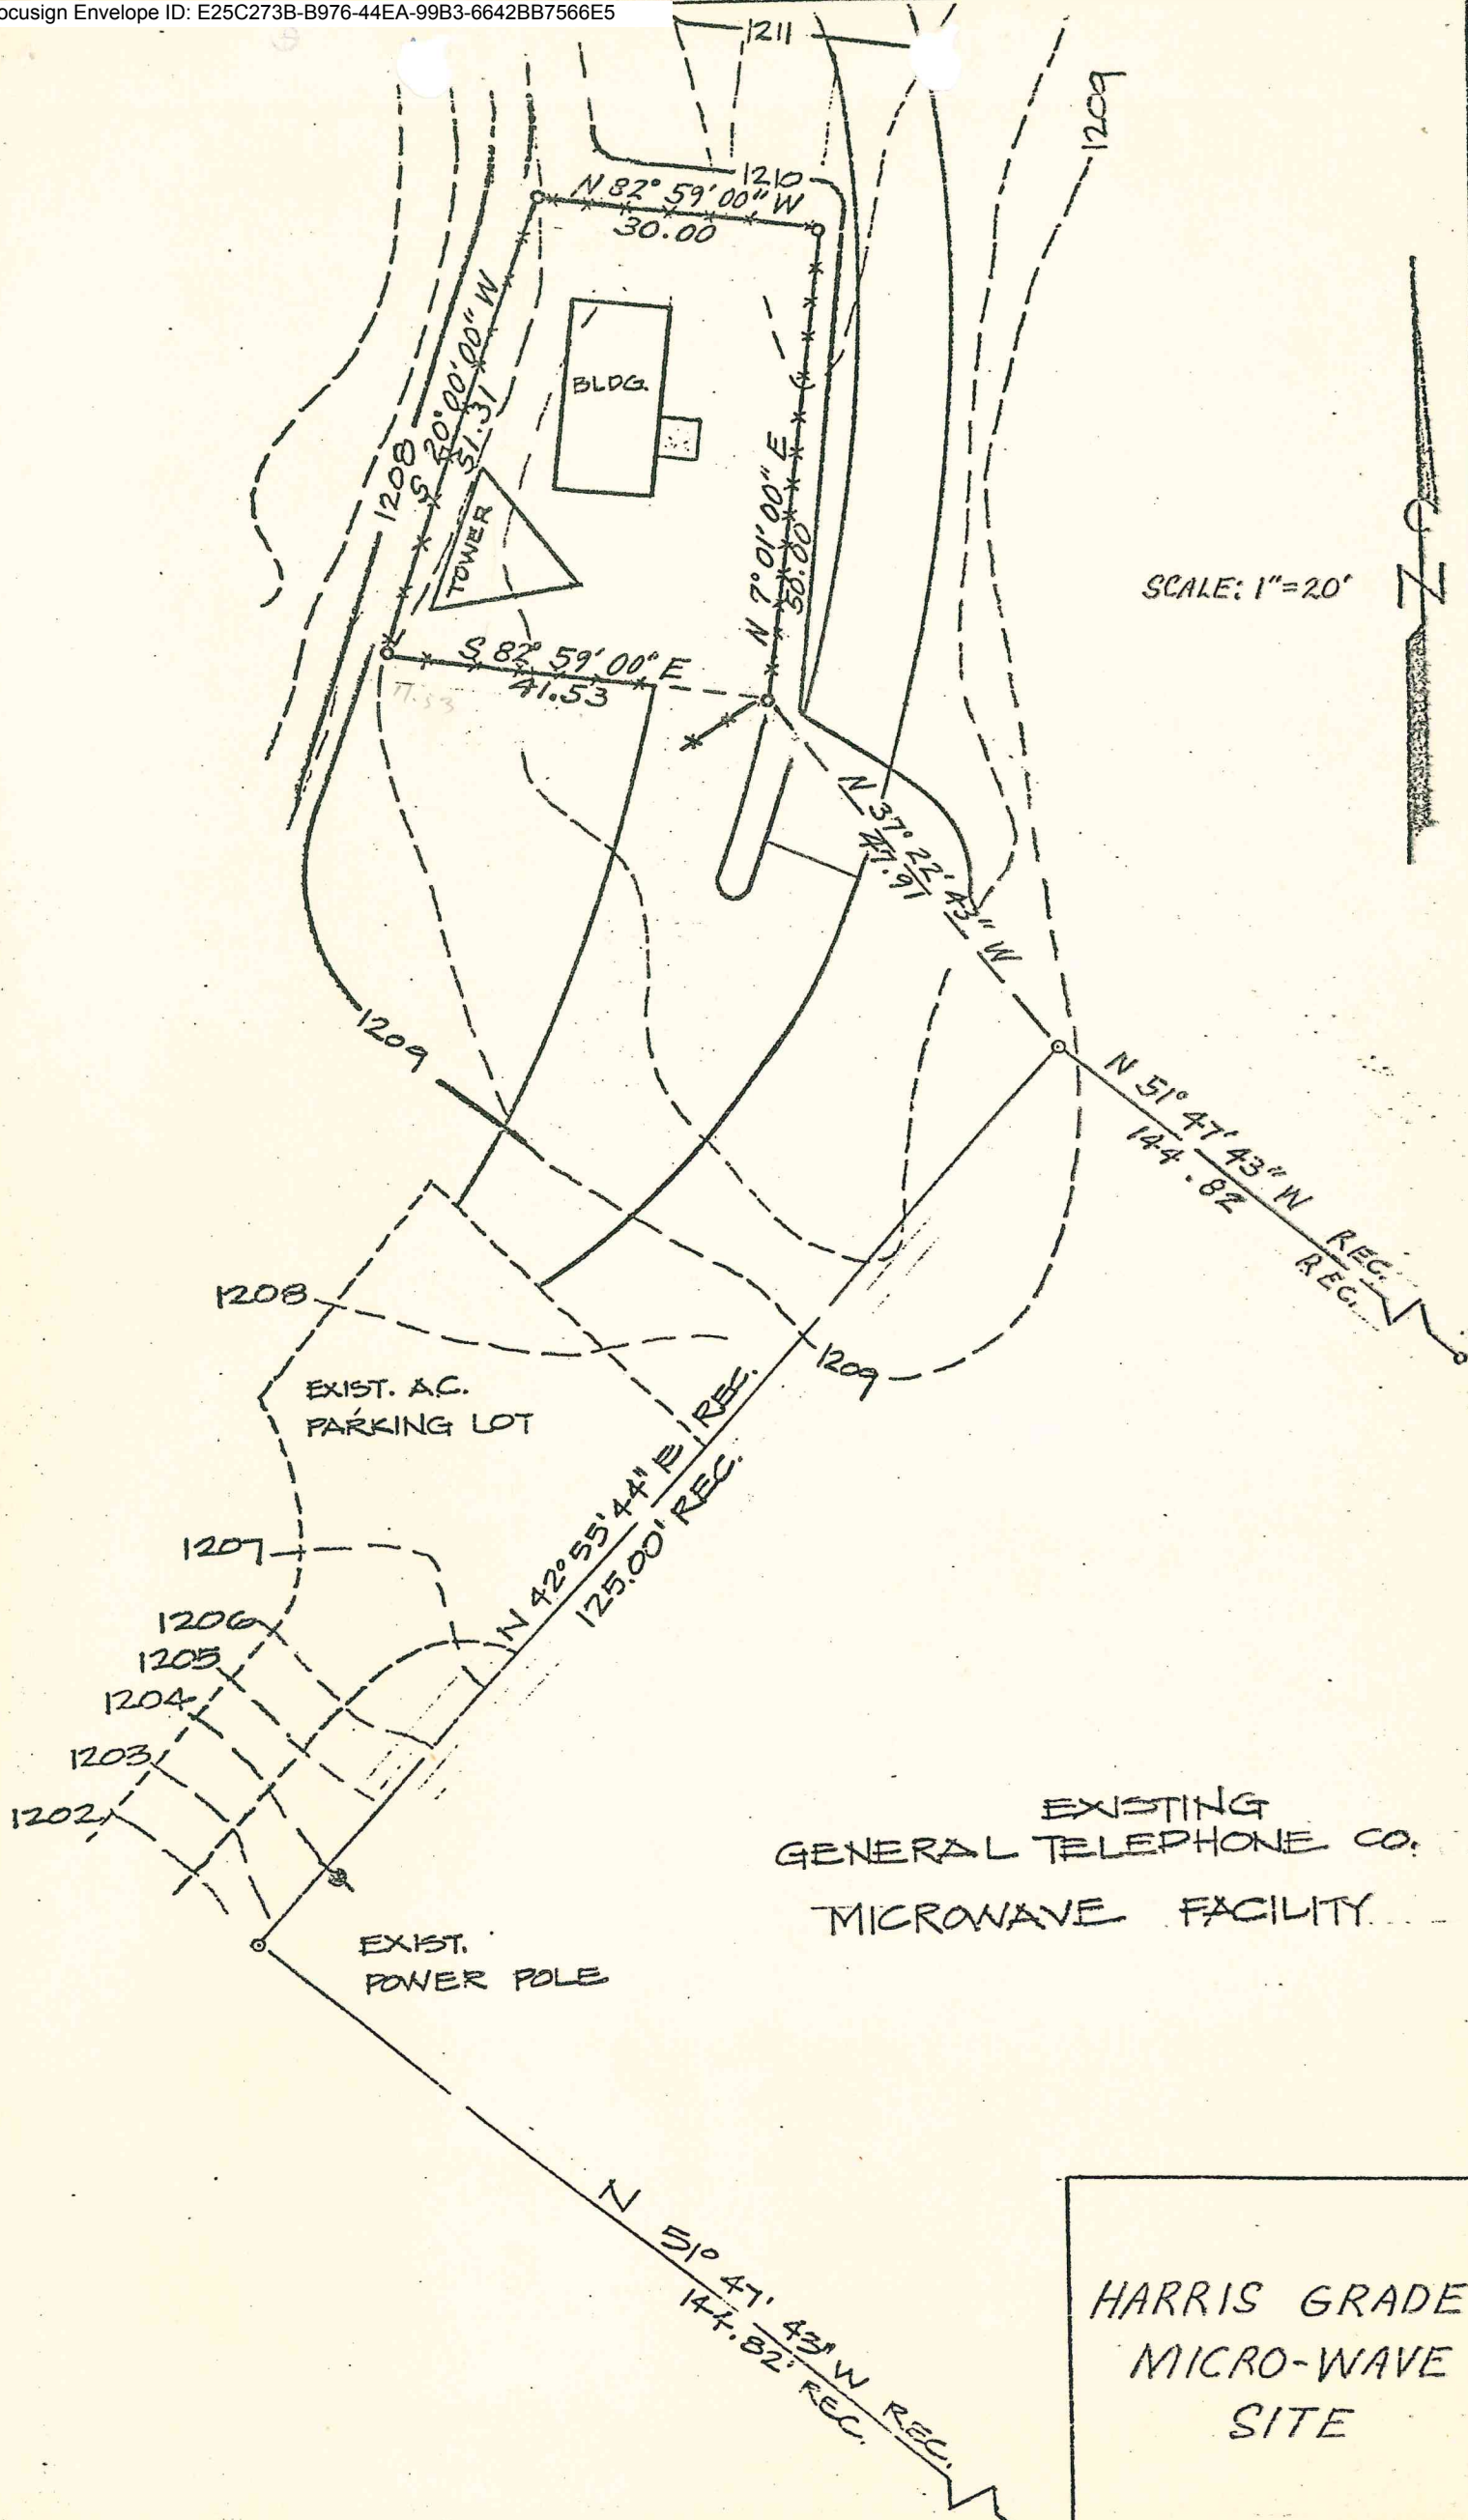 ocusign Envelope ID: E25C273B-B976-44EA-99B3-6642BB7566E5
1211
1209
1210
N 82° 59' 00" W
30.00
S 20° 00' 00" W
51.31
1208
BLDG.
TOWER
N 7° 01' 00" E
50.00
SCALE: 1"=20'
N
S 82° 59' 00" E
41.53
11.53
N 37° 22' 43" W
47.91
1209
N 51° 47' 43" W REC.
144.82 REC.
1208
1209
EXIST. A.C.
PARKING LOT
N 42° 55' 44" E REC.
125.00' REC.
1207
1206
1205
1204
1203
1202
EXISTING
GENERAL TELEPHONE CO.
MICROWAVE FACILITY
EXIST.
POWER POLE
N 51° 47' 43" W REC.
144.82' REC.
HARRIS GRADE
MICRO-WAVE
SITE